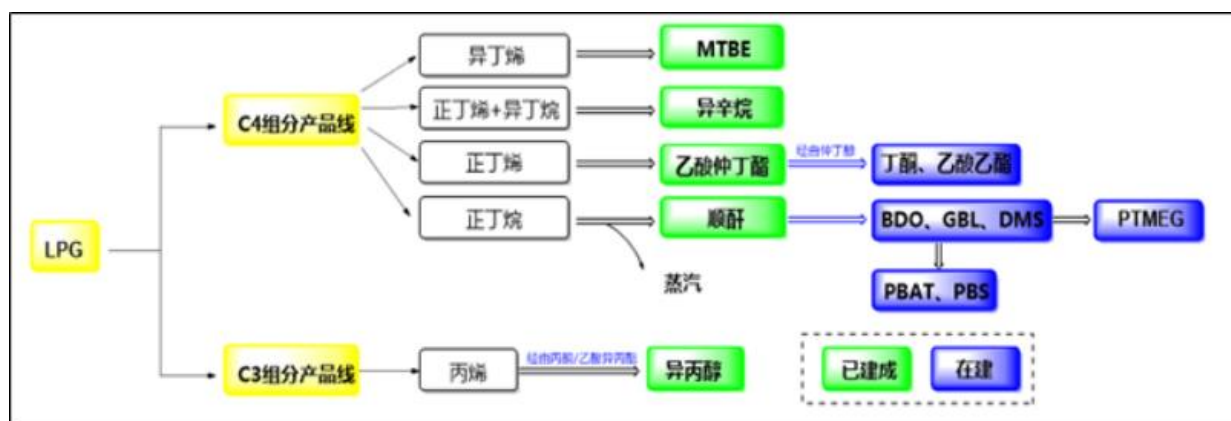 LPG
C4组分产品线
异丁烯
MTBE
正丁烯+异丁烷
异辛烷
正丁烯
乙酸仲丁酯
经由仲丁醇
丁酮、乙酸乙酯
正丁烷
顺酐
BDO、GBL、DMS
PTMEG
蒸汽
PBAT、PBS
C3组分产品线
丙烯
经由丙酮/乙酸异丙酯
异丙醇
已建成
在建